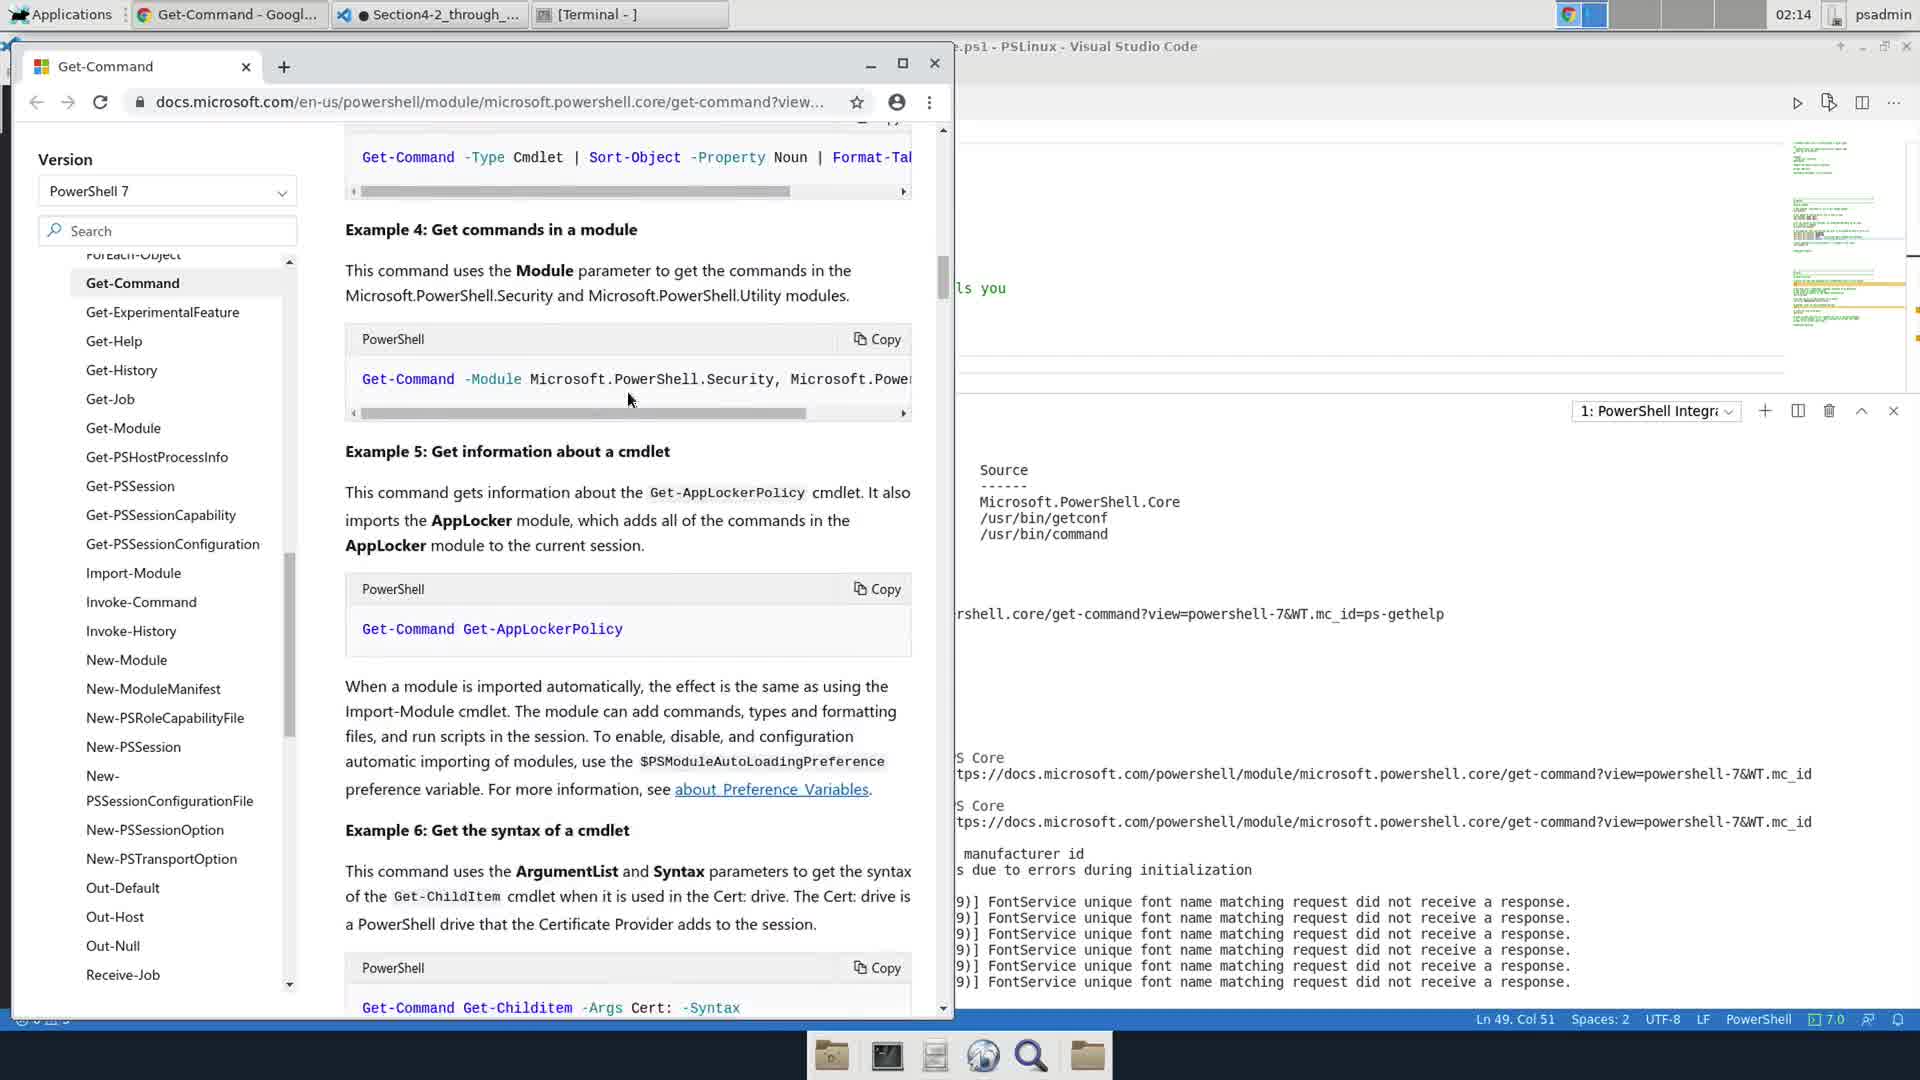 Applications
Get-Command - Googl...
● Section4-2_through_...
[Terminal - ]
02:14
psadmin
e.ps1 - PSLinux - Visual Studio Code
Get-Command
docs.microsoft.com/en-us/powershell/module/microsoft.powershell.core/get-command?view...
Version
PowerShell 7
Search
ForEach-Object
Get-Command
Get-ExperimentalFeature
Get-Help
Get-History
Get-Job
Get-Module
Get-PSHostProcessInfo
Get-PSSession
Get-PSSessionCapability
Get-PSSessionConfiguration
Import-Module
Invoke-Command
Invoke-History
New-Module
New-ModuleManifest
New-PSRoleCapabilityFile
New-PSSession
New-
PSSessionConfigurationFile
New-PSSessionOption
New-PSTransportOption
Out-Default
Out-Host
Out-Null
Receive-Job
Get-Command -Type Cmdlet | Sort-Object -Property Noun | Format-Tab
Example 4: Get commands in a module
This command uses the Module parameter to get the commands in the
Microsoft.PowerShell.Security and Microsoft.PowerShell.Utility modules.
PowerShell
Copy
Get-Command -Module Microsoft.PowerShell.Security, Microsoft.Power
Example 5: Get information about a cmdlet
This command gets information about the Get-AppLockerPolicy cmdlet. It also
imports the AppLocker module, which adds all of the commands in the
AppLocker module to the current session.
PowerShell
Copy
Get-Command Get-AppLockerPolicy
When a module is imported automatically, the effect is the same as using the
Import-Module cmdlet. The module can add commands, types and formatting
files, and run scripts in the session. To enable, disable, and configuration
automatic importing of modules, use the $PSModuleAutoLoadingPreference
preference variable. For more information, see about_Preference_Variables.
Example 6: Get the syntax of a cmdlet
This command uses the ArgumentList and Syntax parameters to get the syntax
of the Get-ChildItem cmdlet when it is used in the Cert: drive. The Cert: drive is
a PowerShell drive that the Certificate Provider adds to the session.
PowerShell
Copy
Get-Command Get-Childitem -Args Cert: -Syntax
ls you
1: PowerShell Integra
Source
------
Microsoft.PowerShell.Core
/usr/bin/getconf
/usr/bin/command
rshell.core/get-command?view=powershell-7&WT.mc_id=ps-gethelp
PS Core
tps://docs.microsoft.com/powershell/module/microsoft.powershell.core/get-command?view=powershell-7&WT.mc_id
PS Core
tps://docs.microsoft.com/powershell/module/microsoft.powershell.core/get-command?view=powershell-7&WT.mc_id
manufacturer id
s due to errors during initialization
9)] FontService unique font name matching request did not receive a response.
9)] FontService unique font name matching request did not receive a response.
9)] FontService unique font name matching request did not receive a response.
9)] FontService unique font name matching request did not receive a response.
9)] FontService unique font name matching request did not receive a response.
9)] FontService unique font name matching request did not receive a response.
Ln 49, Col 51
Spaces: 2
UTF-8
LF
PowerShell
7.0